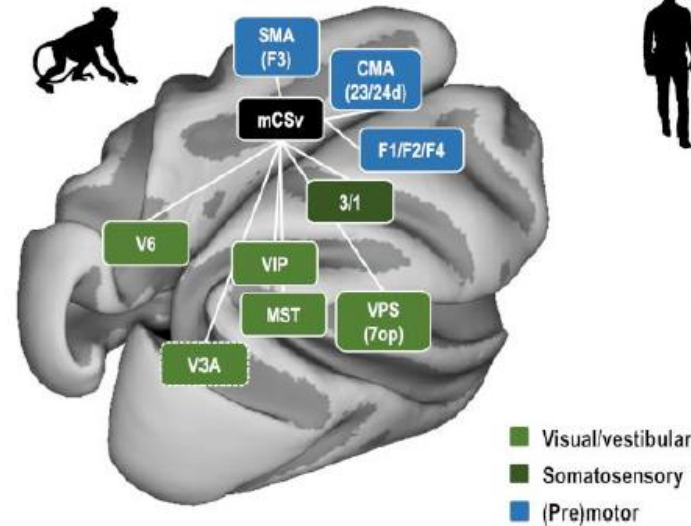 SMA
(F3)
CMA
(23/24d)
mCSv
F1/F2/F4
3/1
V6
VIP
MST
VPS
(7op)
V3A
Visual/vestibular
Somatosensory
(Pre)motor